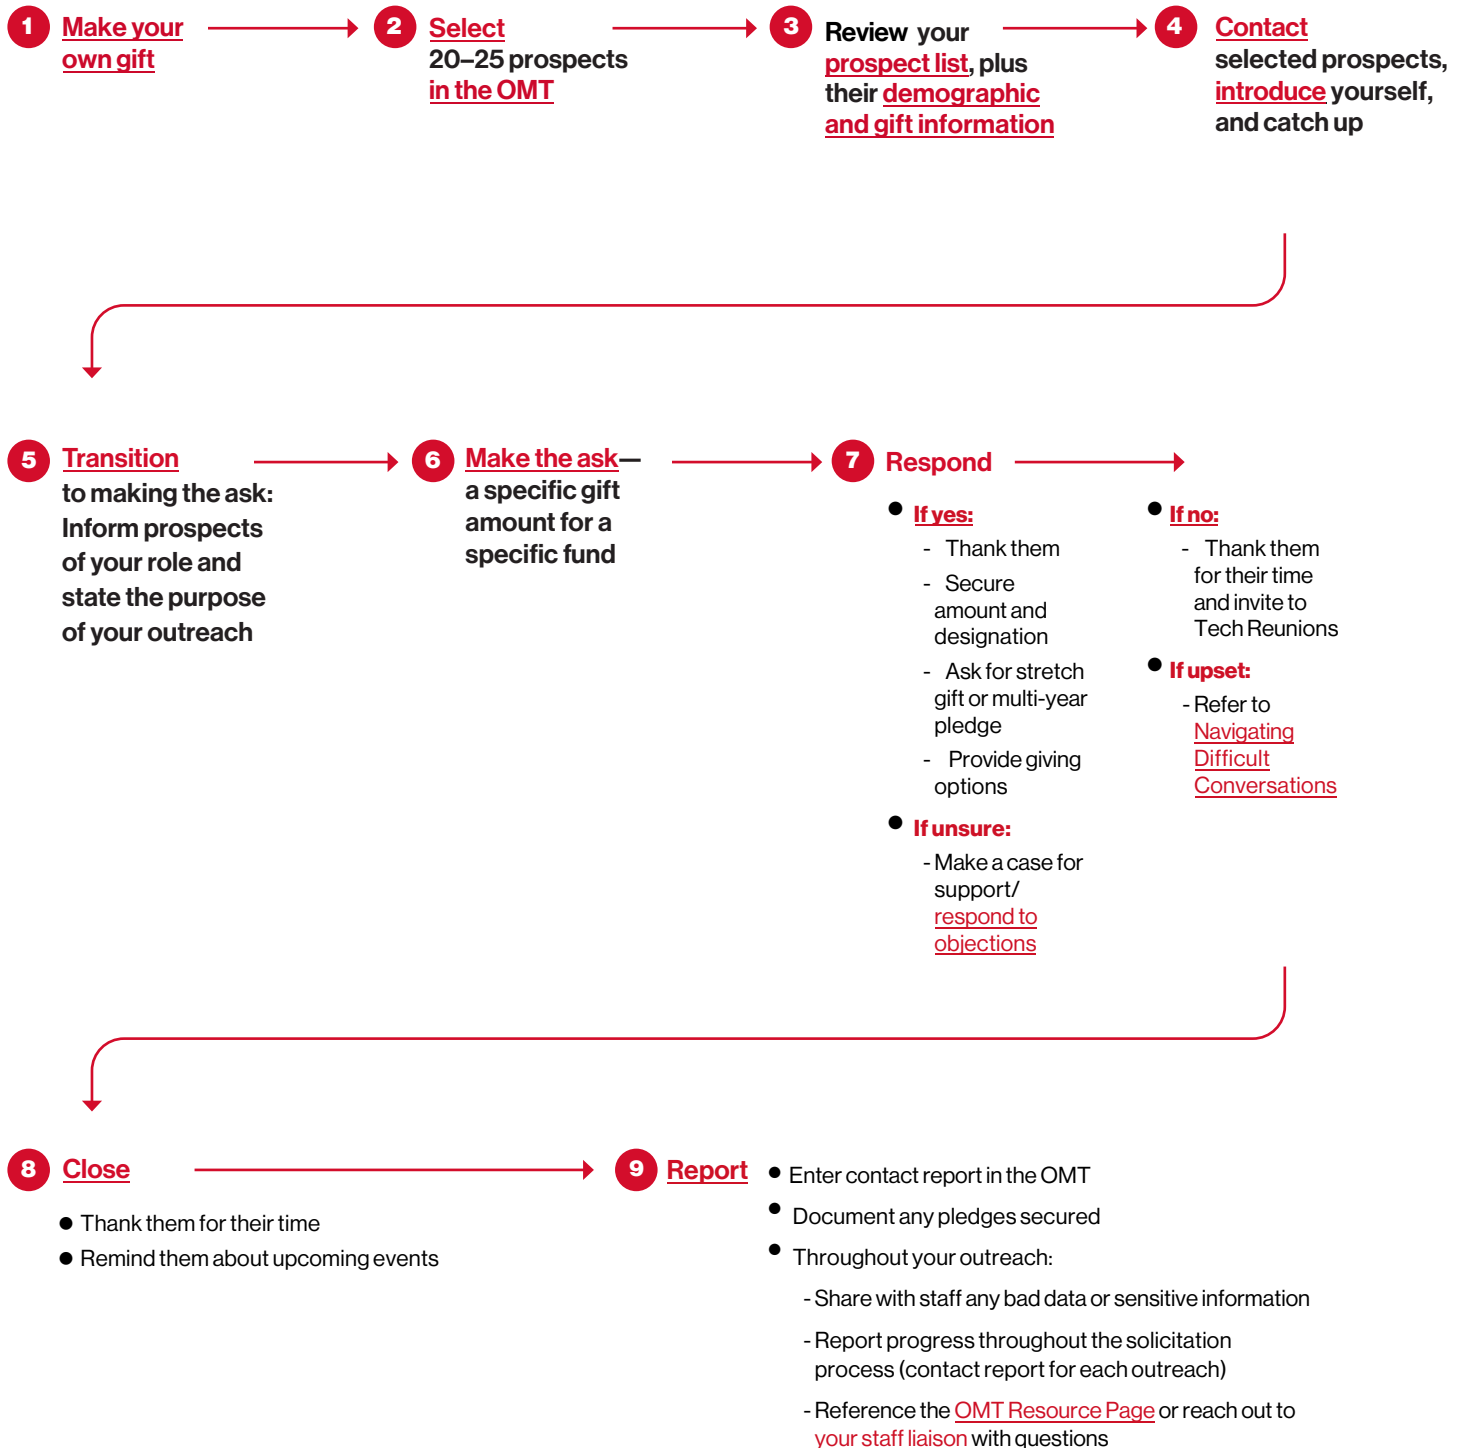 1 Make your
own gift
2 Select
20–25 prospects
in the OMT
3 Review your
prospect list, plus
their demographic
and gift information
4 Contact
selected prospects,
introduce yourself,
and catch up
5 Transition
to making the ask:
Inform prospects
of your role and
state the purpose
of your outreach
6 Make the ask—
a specific gift
amount for a
specific fund
7 Respond
• If yes:
- Thank them
- Secure
amount and
designation
- Ask for stretch
gift or multi-year
pledge
- Provide giving
options
• If unsure:
- Make a case for
support/
respond to
objections
• If no:
- Thank them
for their time
and invite to
Tech Reunions
• If upset:
- Refer to
Navigating
Difficult
Conversations
8 Close
• Thank them for their time
• Remind them about upcoming events
9 Report
• Enter contact report in the OMT
• Document any pledges secured
• Throughout your outreach:
- Share with staff any bad data or sensitive information
- Report progress throughout the solicitation
process (contact report for each outreach)
- Reference the OMT Resource Page or reach out to
your staff liaison with questions